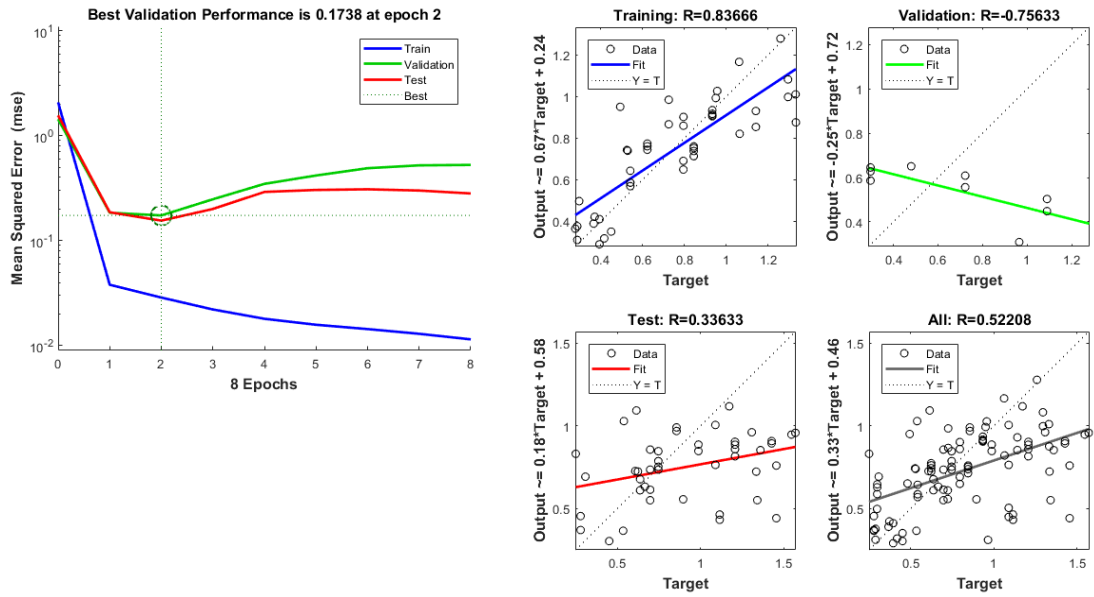 Best Validation Performance is 0.1738 at epoch 2
Mean Squared Error (mse)
10^1
10^0
10^-1
10^-2
Train
Validation
Test
Best
0 1 2 3 4 5 6 7 8
8 Epochs
Training: R=0.83666
Output ~= 0.67*Target + 0.24
1.2
1
0.8
0.6
0.4
Data
Fit
Y = T
0.4 0.6 0.8 1 1.2
Target
Validation: R=-0.75633
Output ~= -0.25*Target + 0.72
1.2
1
0.8
0.6
0.4
Data
Fit
Y = T
0.4 0.6 0.8 1 1.2
Target
Test: R=0.33633
Output ~= 0.18*Target + 0.58
1.5
1
0.5
Data
Fit
Y = T
0.5 1 1.5
Target
All: R=0.52208
Output ~= 0.33*Target + 0.46
1.5
1
0.5
Data
Fit
Y = T
0.5 1 1.5
Target